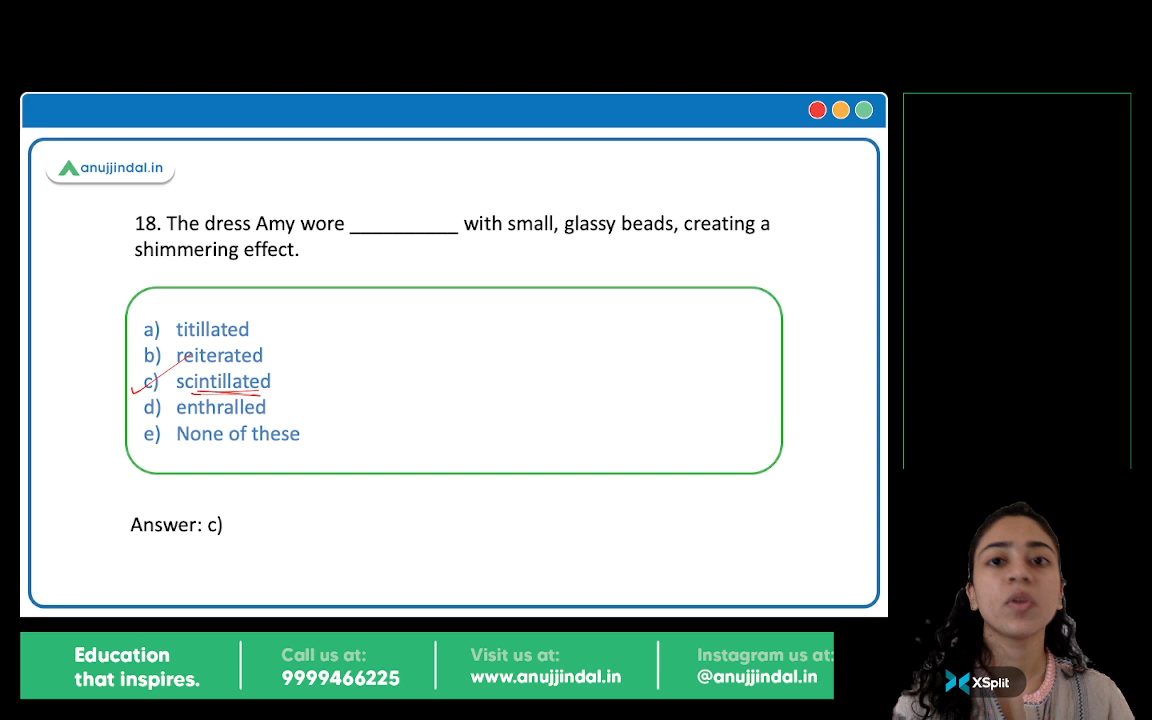 anujjindal.in
18. The dress Amy wore __________ with small, glassy beads, creating a
shimmering effect.
a) titillated
b) reiterated
c) scintillated
d) enthralled
e) None of these
Answer: c)
Education
that inspires.
Call us at:
9999466225
Visit us at:
www.anujjindal.in
Instagram us at:
@anujjindal.in
XSplit